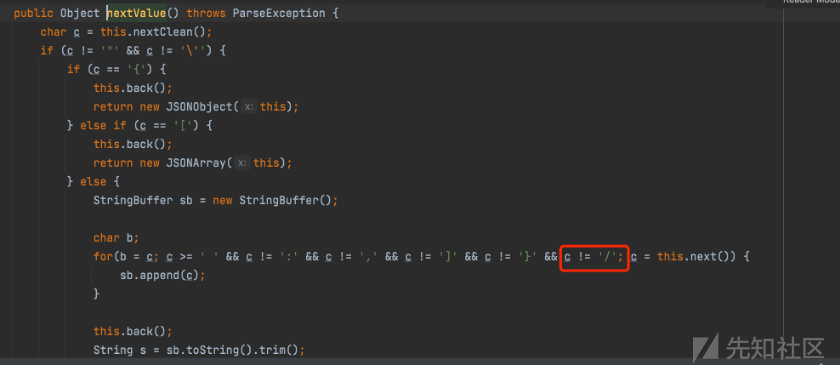 Reader Mode
public Object nextValue() throws ParseException {
char c = this.nextClean();
if (c != '"' && c != '\'') {
if (c == '{') {
this.back();
return new JSONObject( x: this);
} else if (c == '[') {
this.back();
return new JSONArray( x: this);
} else {
StringBuffer sb = new StringBuffer();
char b;
for(b = c; c >= ' ' && c != ':' && c != ',' && c != ']' && c != '}' && c != '/'; c = this.next()) {
sb.append(c);
}
this.back();
String s = sb.toString().trim();
先知社区